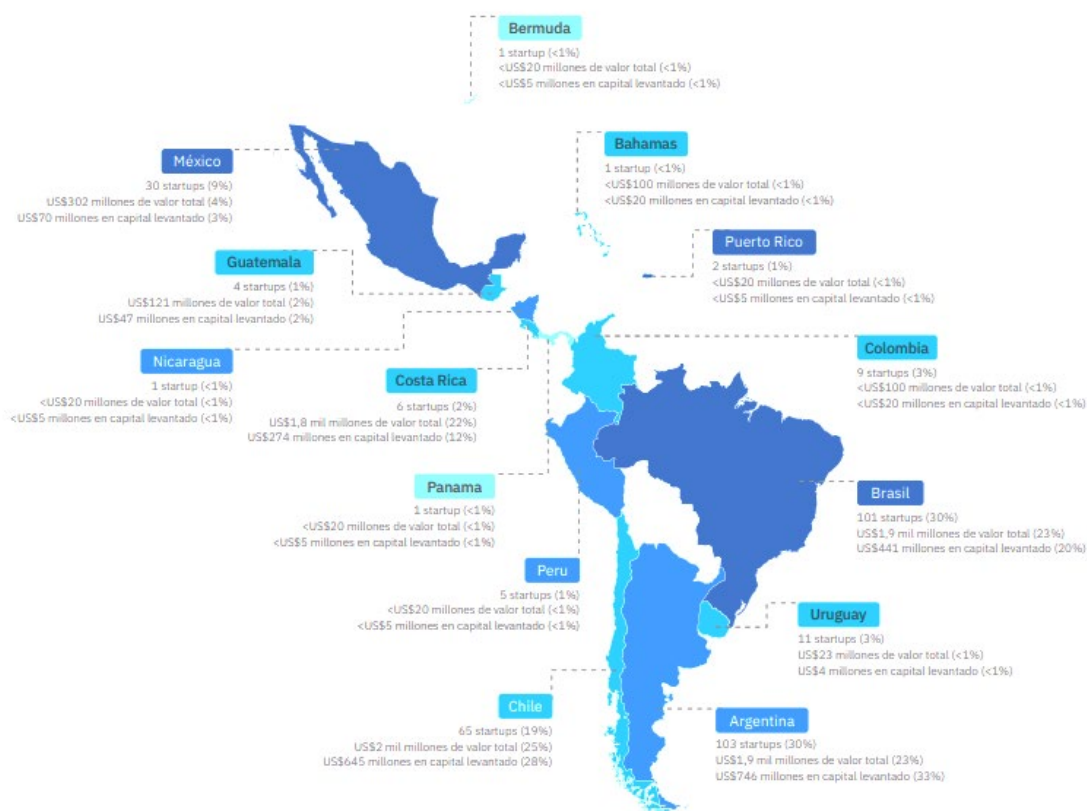 Bermuda
1 startup (<1%)
<US$20 millones de valor total (<1%)
<US$5 millones en capital levantado (<1%)
Bahamas
1 startup (<1%)
<US$100 millones de valor total (<1%)
<US$20 millones en capital levantado (<1%)
México
30 startups (9%)
US$302 millones de valor total (4%)
US$70 millones en capital levantado (3%)
Puerto Rico
2 startups (1%)
<US$20 millones de valor total (<1%)
<US$5 millones en capital levantado (<1%)
Guatemala
4 startups (1%)
US$121 millones de valor total (2%)
US$47 millones en capital levantado (2%)
Colombia
9 startups (3%)
<US$100 millones de valor total (<1%)
<US$20 millones en capital levantado (<1%)
Nicaragua
1 startup (<1%)
<US$20 millones de valor total (<1%)
<US$5 millones en capital levantado (<1%)
Costa Rica
6 startups (2%)
US$1,8 mil millones de valor total (22%)
US$274 millones en capital levantado (12%)
Panama
1 startup (<1%)
<US$20 millones de valor total (<1%)
<US$5 millones en capital levantado (<1%)
Brasil
101 startups (30%)
US$1,9 mil millones de valor total (23%)
US$441 millones en capital levantado (20%)
Peru
5 startups (1%)
<US$20 millones de valor total (<1%)
<US$5 millones en capital levantado (<1%)
Uruguay
11 startups (3%)
US$23 millones de valor total (<1%)
US$4 millones en capital levantado (<1%)
Chile
65 startups (19%)
US$2 mil millones de valor total (25%)
US$645 millones en capital levantado (28%)
Argentina
103 startups (30%)
US$1,9 mil millones de valor total (23%)
US$746 millones en capital levantado (33%)